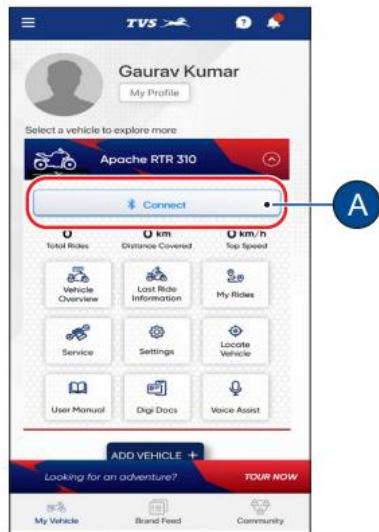 TVS
?
Gaurav Kumar
My Profile
Select a vehicle to explore more
Apache RTR 310
Connect
A
0 0 km 0 km/h
Total Rides Distance Covered Top Speed
Vehicle Overview
Last Ride Information
My Rides
Service Settings Locate Vehicle
User Manual Digi Docs Voice Assist
ADD VEHICLE +
Looking for an adventure? TOUR NOW
My Vehicle Brand Feed Community